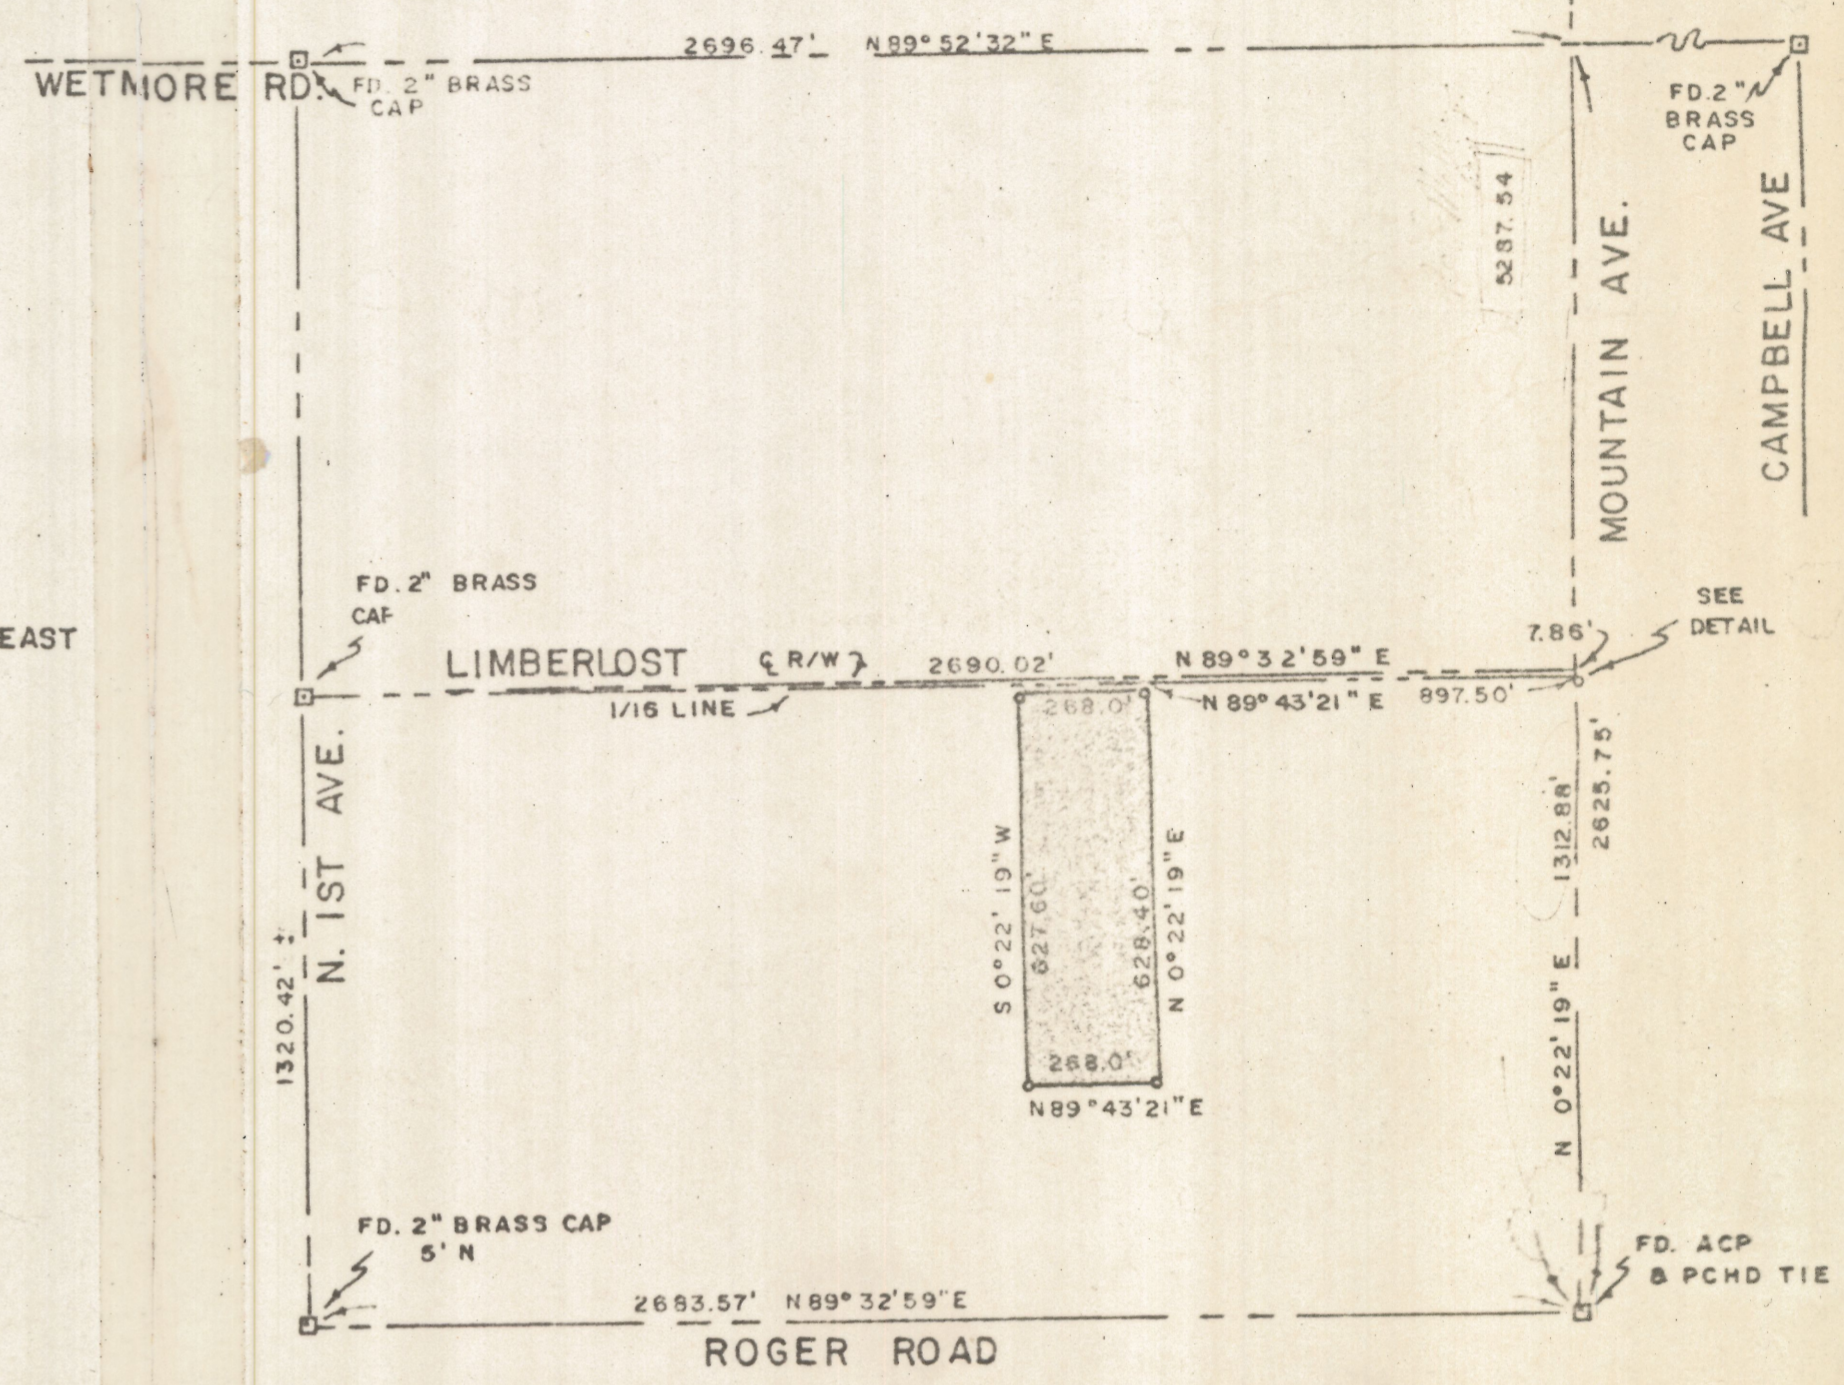 2696.47' N 89° 52' 32" E
WETMORE RD.
FD. 2" BRASS
CAP
FD. 2"
BRASS
CAP
5287.54
MOUNTAIN AVE.
CAMPBELL AVE
FD. 2" BRASS
CAP
EAST
SEE
DETAIL
7.86'
LIMBERLOST ℄ R/W 2690.02' N 89° 32' 59" E
1/16 LINE
268.0'
N 89° 43' 21" E 897.50'
N. 1ST AVE.
1320.42' ±
S 0° 22' 19" W
627.60'
628.40'
N 0° 22' 19" E
1312.88'
2625.75'
N 0° 22' 19" E
268.0'
N 89° 43' 21" E
FD. 2" BRASS CAP
5' N
FD. ACP
& PCHD TIE
2683.57' N 89° 32' 59" E
ROGER ROAD